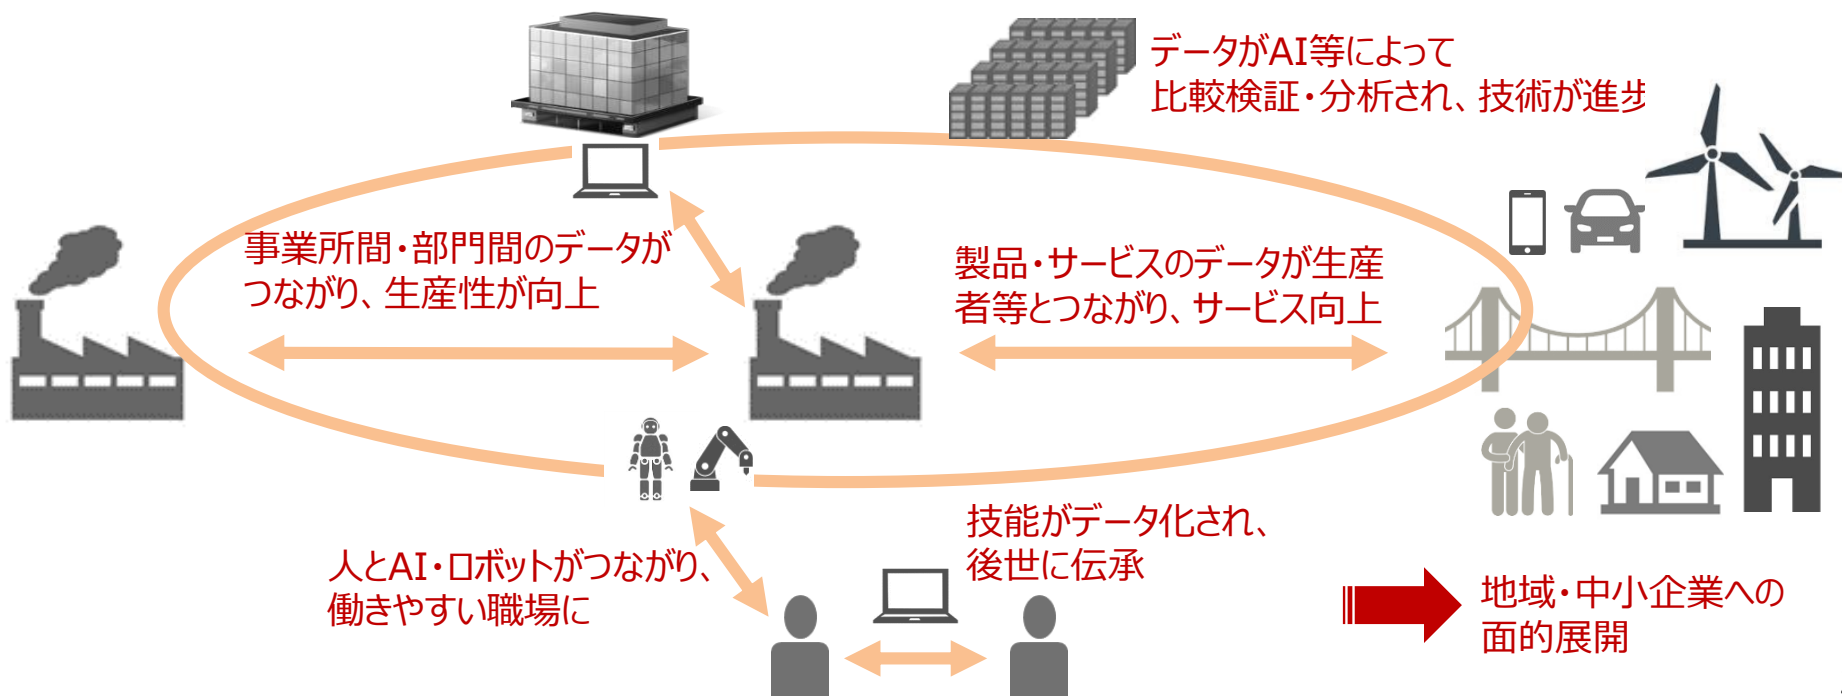 データがAI等によって
比較検証・分析され、技術が進歩
事業所間・部門間のデータが
つながり、生産性が向上
製品・サービスのデータが生産
者等とつながり、サービス向上
技能がデータ化され、
後世に伝承
人とAI・ロボットがつながり、
働きやすい職場に
地域・中小企業への
面的展開